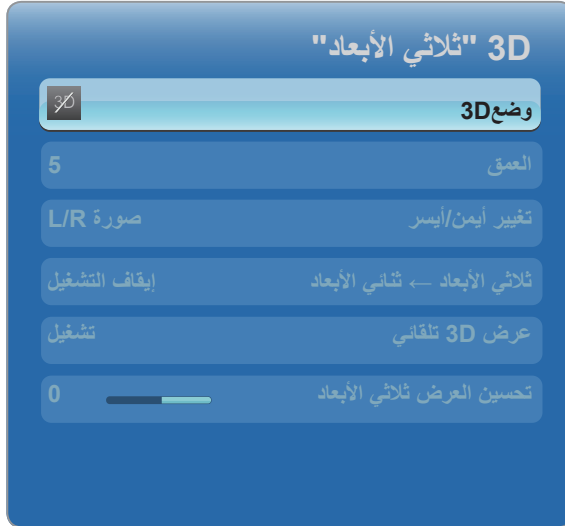 3D "ثلاثي الأبعاد"
وضع3D 3D
العمق 5
تغيير أيمن/أيسر صورة L/R
ثلاثي الأبعاد ← ثنائي الأبعاد إيقاف التشغيل
عرض 3D تلقائي تشغيل
تحسين العرض ثلاثي الأبعاد 0